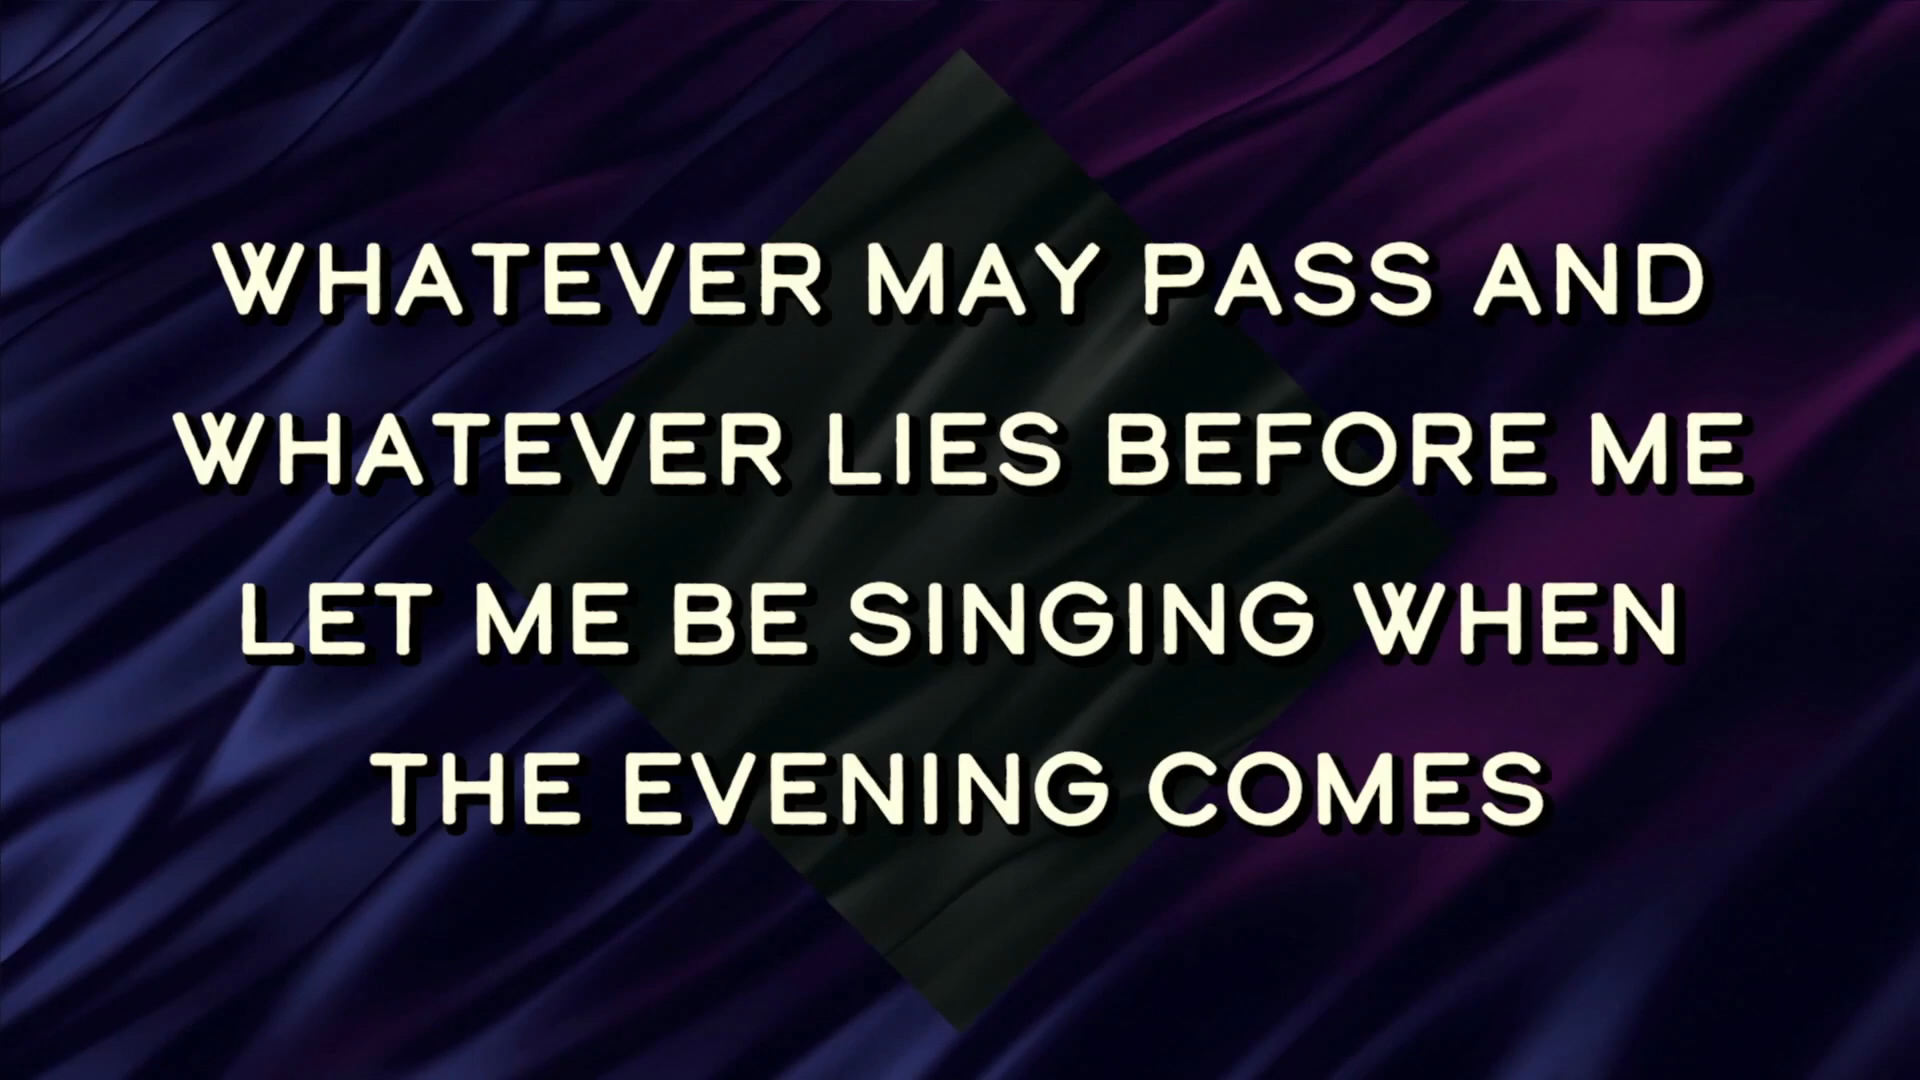 WHATEVER MAY PASS AND
WHATEVER LIES BEFORE ME
LET ME BE SINGING WHEN
THE EVENING COMES